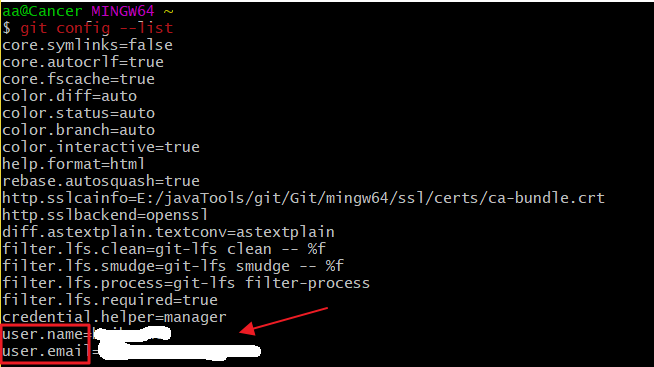 aa@Cancer MINGW64 ~
$ git config --list
core.symlinks=false
core.autocrlf=true
core.fscache=true
color.diff=auto
color.status=auto
color.branch=auto
color.interactive=true
help.format=html
rebase.autosquash=true
http.sslcainfo=E:/javaTools/git/Git/mingw64/ssl/certs/ca-bundle.crt
http.sslbackend=openssl
diff.astextplain.textconv=astextplain
filter.lfs.clean=git-lfs clean -- %f
filter.lfs.smudge=git-lfs smudge -- %f
filter.lfs.process=git-lfs filter-process
filter.lfs.required=true
credential.helper=manager
user.name=
user.email=